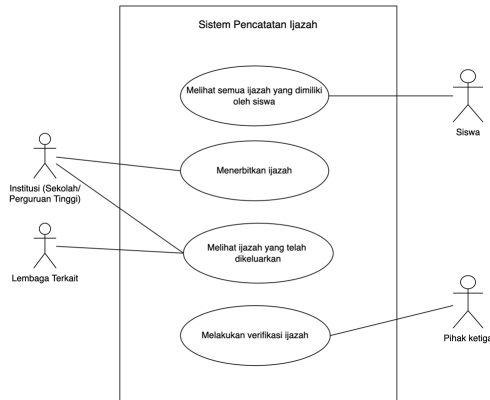 Sistem Pencatatan Ijazah
Melihat semua ijazah yang dimiliki
oleh siswa
Siswa
Menerbitkan ijazah
Institusi (Sekolah/
Perguruan Tinggi)
Melihat ijazah yang telah
dikeluarkan
Lembaga Terkait
Melakukan verifikasi ijazah
Pihak ketiga